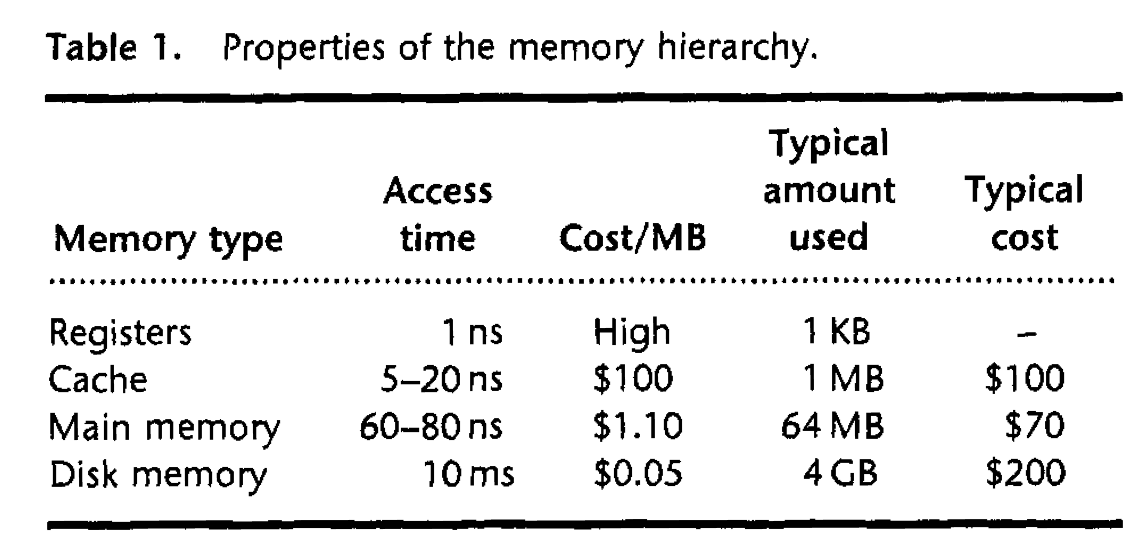 Table 1. Properties of the memory hierarchy.
Typical
Access amount Typical
Memory type time Cost/MB used cost
Registers 1 ns High 1 KB –
Cache 5–20 ns $100 1 MB $100
Main memory 60–80 ns $1.10 64 MB $70
Disk memory 10 ms $0.05 4 GB $200